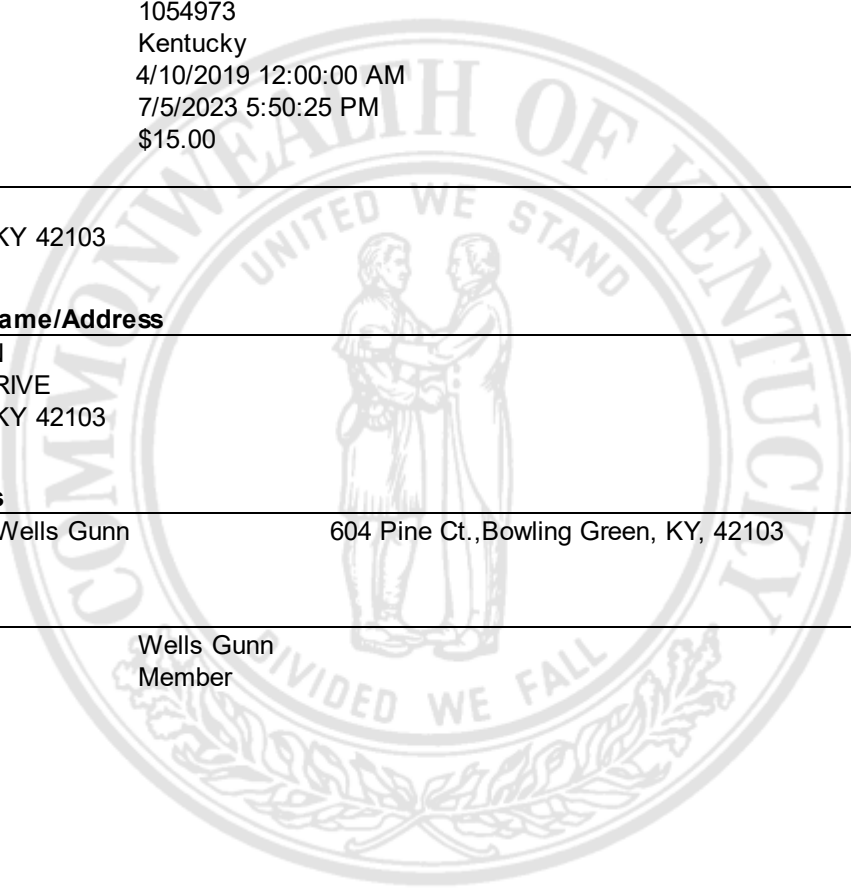 1054973
Kentucky
4/10/2019 12:00:00 AM
7/5/2023 5:50:25 PM
$15.00
COMMONWEALTH OF KENTUCKY
UNITED WE STAND
KY 42103
ame/Address
RIVE
KY 42103
s
Wells Gunn 604 Pine Ct.,Bowling Green, KY, 42103
Wells Gunn
Member
DIVIDED WE FALL